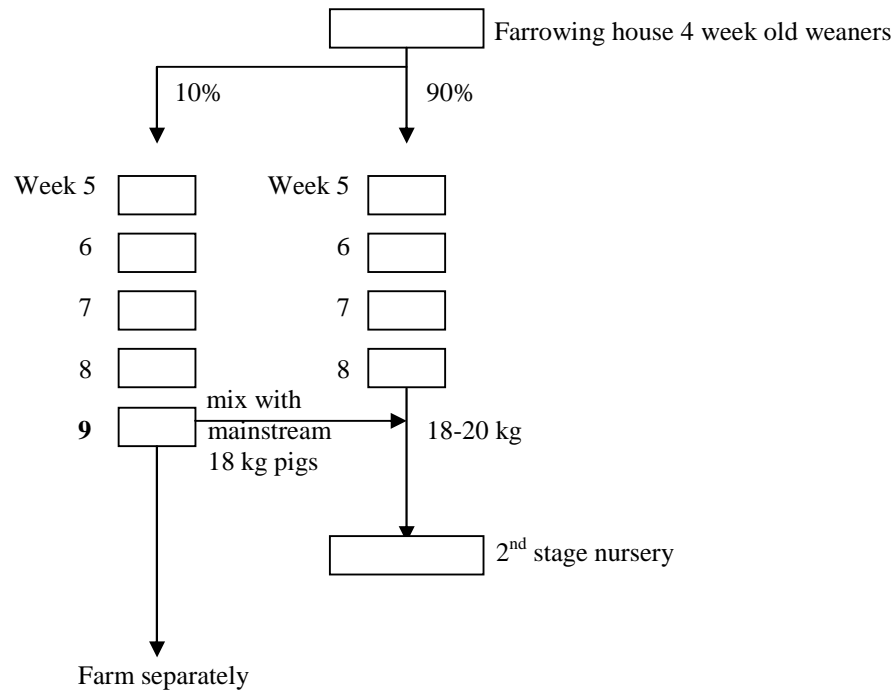 Farrowing house 4 week old weaners
10%
90%
Week 5
Week 5
6
6
7
7
8
8
mix with
9
mainstream
18-20 kg
18 kg pigs
2nd stage nursery
Farm separately